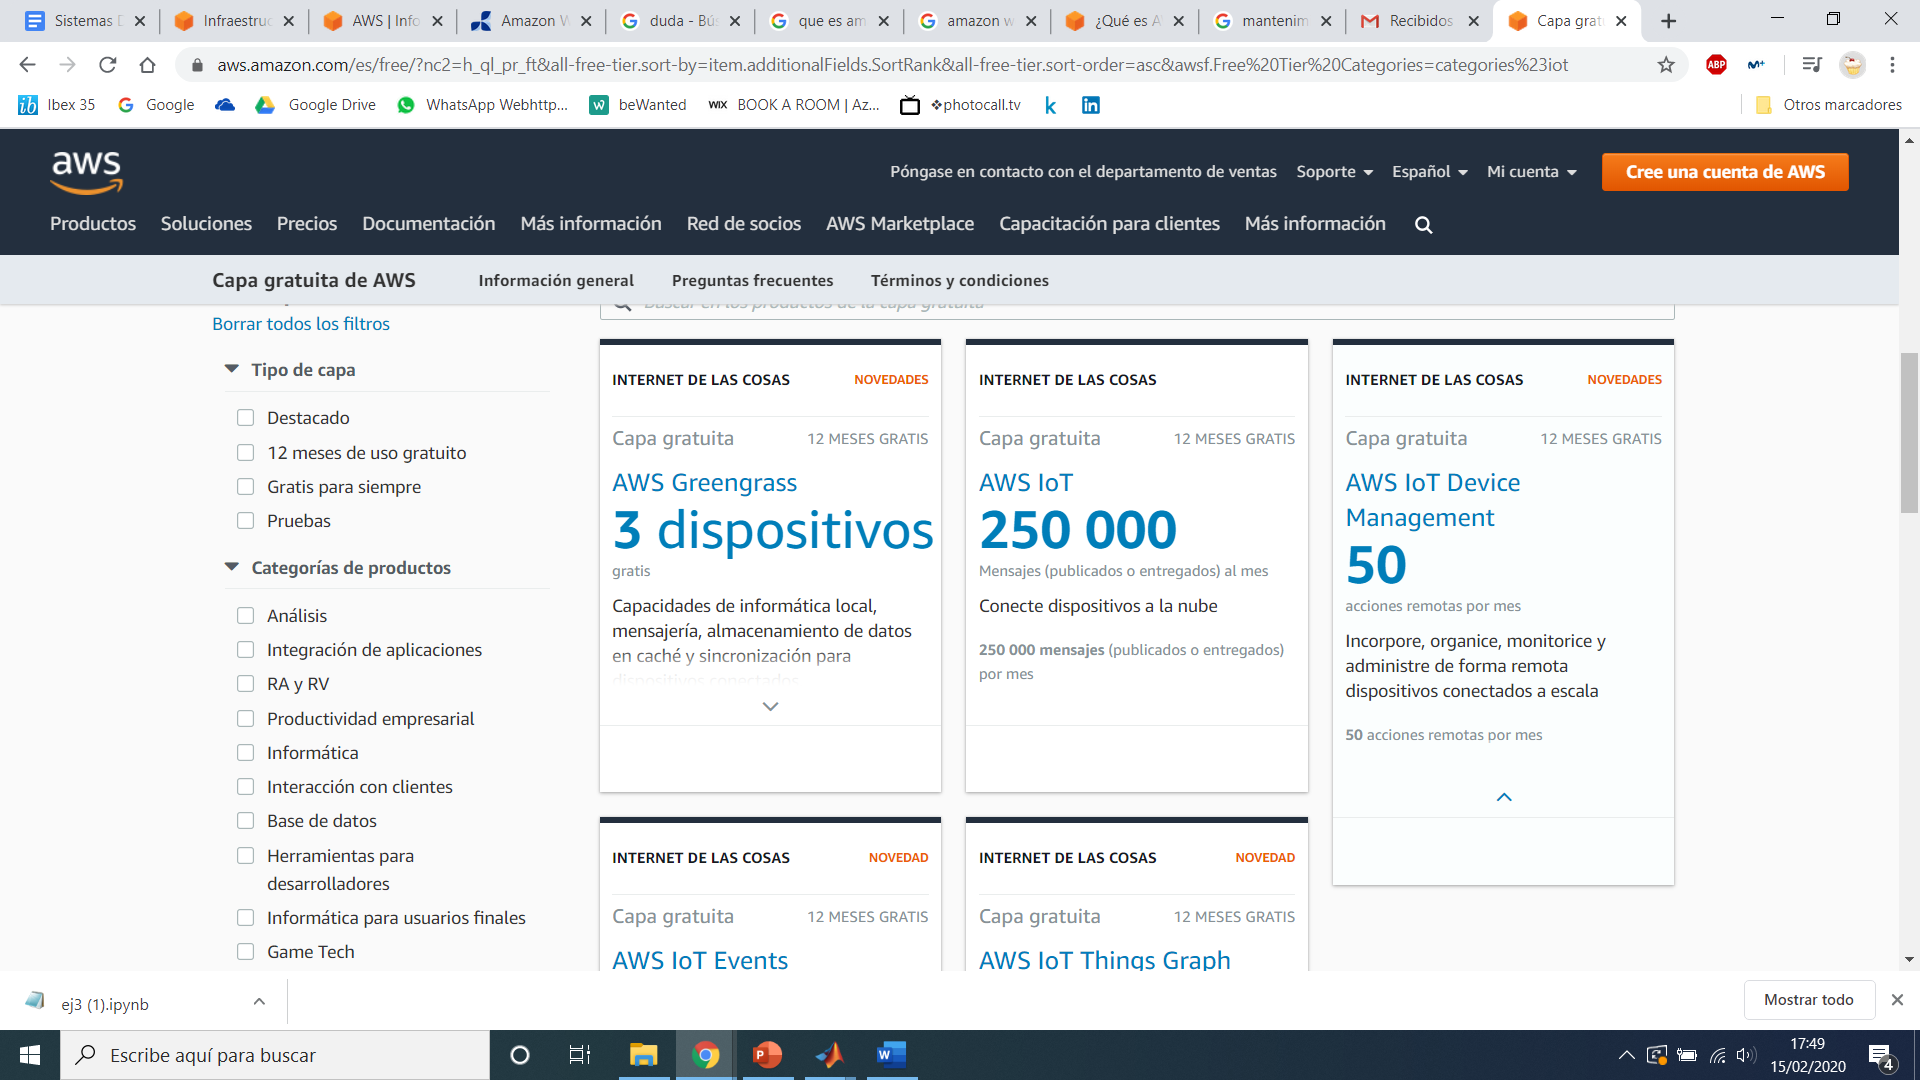 Sistemas D
Infraestruc
AWS | Info
Amazon W
duda - Bús
que es am
amazon w
¿Qué es A
mantenim
Recibidos
Capa grat
aws.amazon.com/es/free/?nc2=h_ql_pr_ft&all-free-tier.sort-by=item.additionalFields.SortRank&all-free-tier.sort-order=asc&awsf.Free%20Tier%20Categories=categories%23iot
ABP
Ibex 35
Google
Google Drive
WhatsApp Webhttp...
beWanted
WIX
BOOK A ROOM | Az...
❖photocall.tv
Otros marcadores
aws
Póngase en contacto con el departamento de ventas
Soporte
Español
Mi cuenta
Cree una cuenta de AWS
Productos
Soluciones
Precios
Documentación
Más información
Red de socios
AWS Marketplace
Capacitación para clientes
Más información
Capa gratuita de AWS
Información general
Preguntas frecuentes
Términos y condiciones
Buscar en los productos de la capa gratuita
Borrar todos los filtros
Tipo de capa
Destacado
12 meses de uso gratuito
Gratis para siempre
Pruebas
Categorías de productos
Análisis
Integración de aplicaciones
RA y RV
Productividad empresarial
Informática
Interacción con clientes
Base de datos
Herramientas para
desarrolladores
Informática para usuarios finales
Game Tech
INTERNET DE LAS COSAS
NOVEDADES
Capa gratuita
12 MESES GRATIS
AWS Greengrass
3 dispositivos
gratis
Capacidades de informática local,
mensajería, almacenamiento de datos
en caché y sincronización para
dispositivos conectados
INTERNET DE LAS COSAS
Capa gratuita
12 MESES GRATIS
AWS IoT
250 000
Mensajes (publicados o entregados) al mes
Conecte dispositivos a la nube
250 000 mensajes (publicados o entregados)
por mes
INTERNET DE LAS COSAS
NOVEDADES
Capa gratuita
12 MESES GRATIS
AWS IoT Device
Management
50
acciones remotas por mes
Incorpore, organice, monitorice y
administre de forma remota
dispositivos conectados a escala
50 acciones remotas por mes
INTERNET DE LAS COSAS
NOVEDAD
Capa gratuita
12 MESES GRATIS
AWS IoT Events
INTERNET DE LAS COSAS
NOVEDAD
Capa gratuita
12 MESES GRATIS
AWS IoT Things Graph
ej3 (1).ipynb
Mostrar todo
Escribe aquí para buscar
17:49
15/02/2020
4